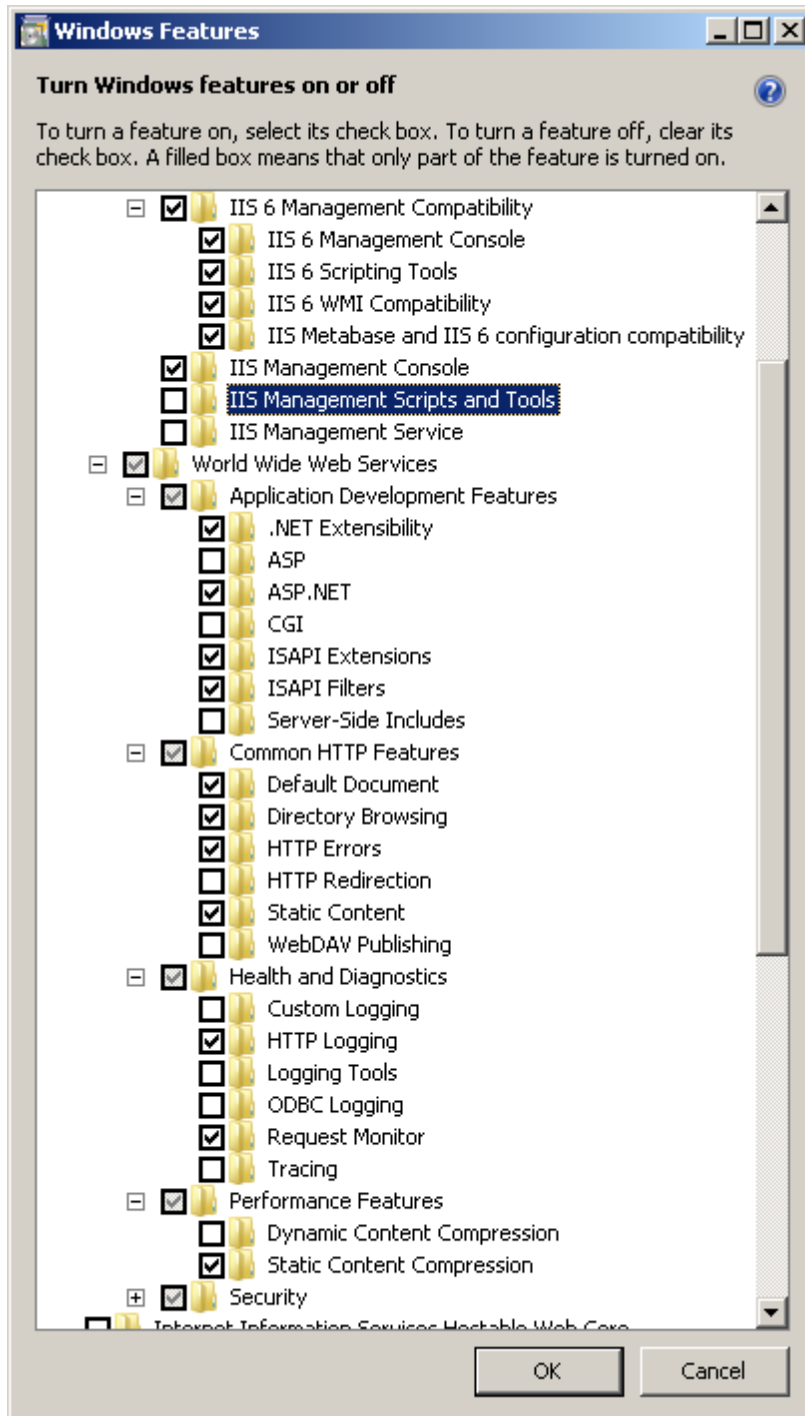 Windows Features
Turn Windows features on or off
To turn a feature on, select its check box. To turn a feature off, clear its
check box. A filled box means that only part of the feature is turned on.
IIS 6 Management Compatibility
IIS 6 Management Console
IIS 6 Scripting Tools
IIS 6 WMI Compatibility
IIS Metabase and IIS 6 configuration compatibility
IIS Management Console
IIS Management Scripts and Tools
IIS Management Service
World Wide Web Services
Application Development Features
.NET Extensibility
ASP
ASP.NET
CGI
ISAPI Extensions
ISAPI Filters
Server-Side Includes
Common HTTP Features
Default Document
Directory Browsing
HTTP Errors
HTTP Redirection
Static Content
WebDAV Publishing
Health and Diagnostics
Custom Logging
HTTP Logging
Logging Tools
ODBC Logging
Request Monitor
Tracing
Performance Features
Dynamic Content Compression
Static Content Compression
Security
Internet Information Services Hostable Web Core
OK Cancel